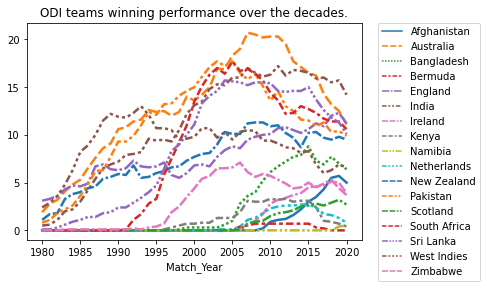 ODI teams winning performance over the decades.
20
15
10
5
0
1980 1985 1990 1995 2000 2005 2010 2015 2020
Match_Year
Afghanistan
Australia
Bangladesh
Bermuda
England
India
Ireland
Kenya
Namibia
Netherlands
New Zealand
Pakistan
Scotland
South Africa
Sri Lanka
West Indies
Zimbabwe